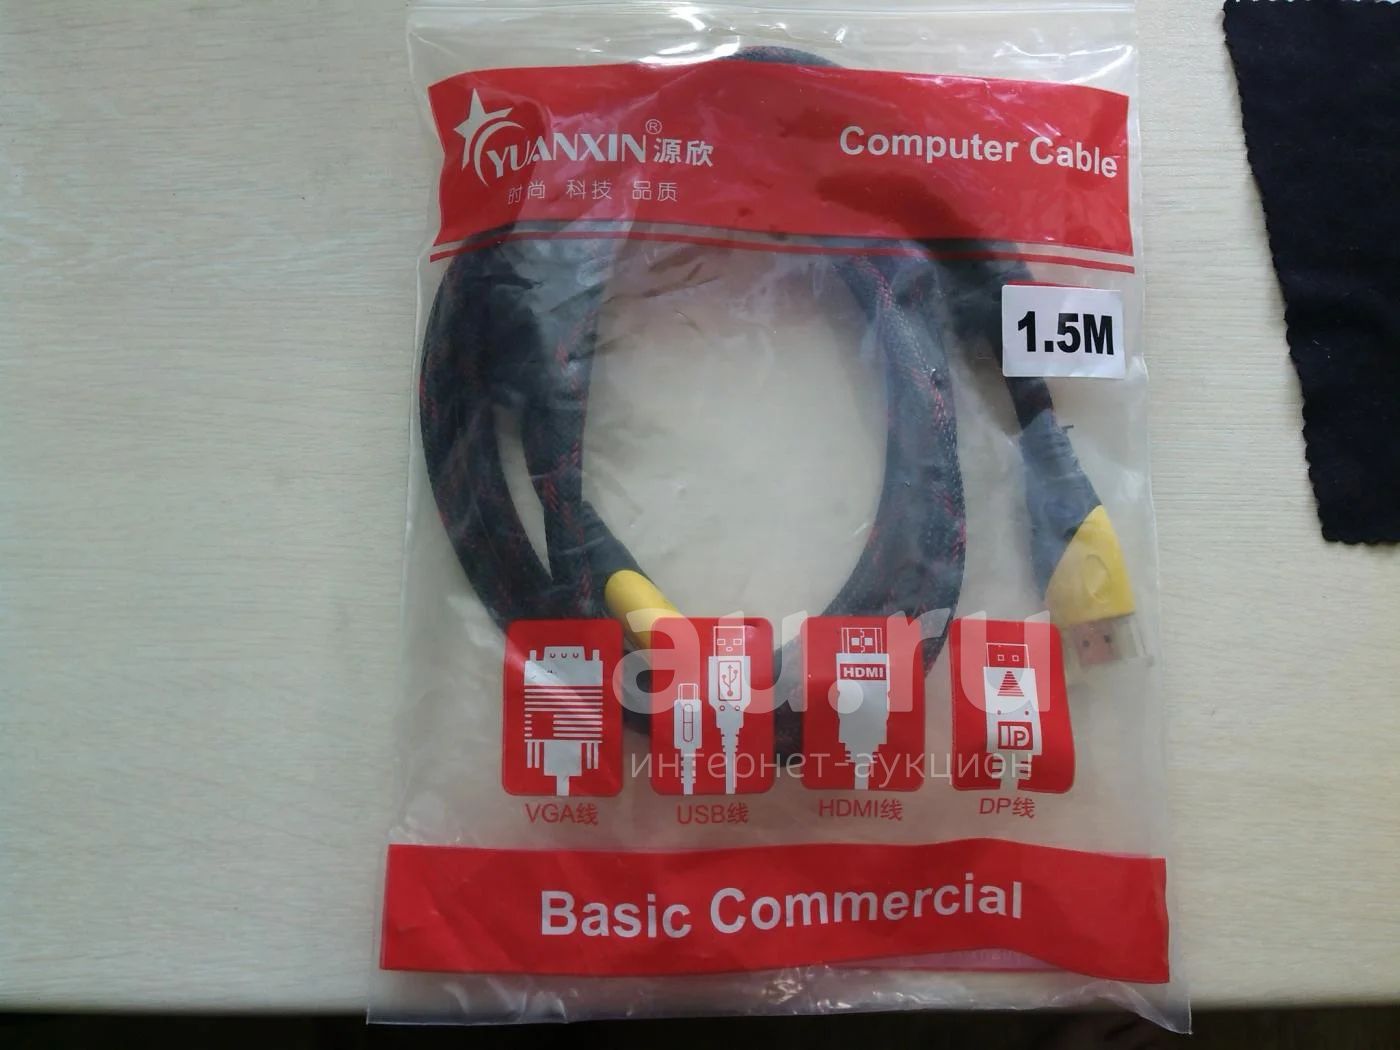 YUANXIN® 源欣
时尚 科技 品质
Computer Cable
1.5M
au.ru
интернет-аукцион
HDMI
VGA线
USB线
HDMI线
DP线
Basic Commercial